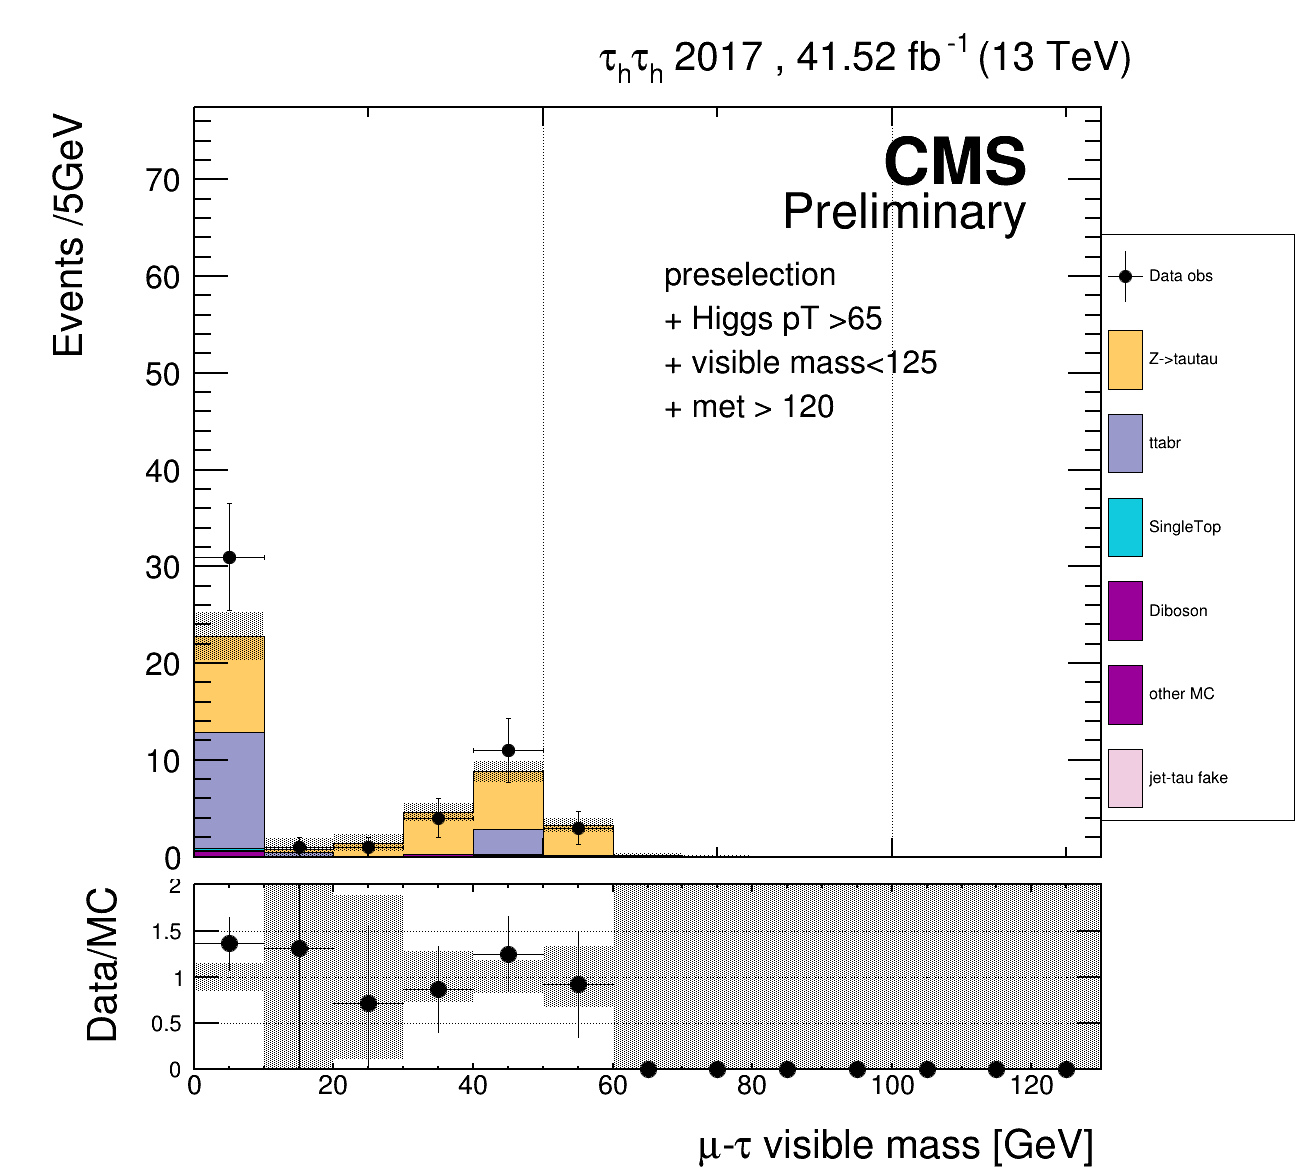 τhτh 2017 , 41.52 fb-1 (13 TeV)
Events /5GeV
CMS
Preliminary
preselection
+ Higgs pT >65
+ visible mass<125
+ met > 120
70
60
50
40
30
20
10
0
Data obs
Z->tautau
ttabr
SingleTop
Diboson
other MC
jet-tau fake
Data/MC
2
1.5
1
0.5
0
0 20 40 60 80 100 120
μ-τ visible mass [GeV]